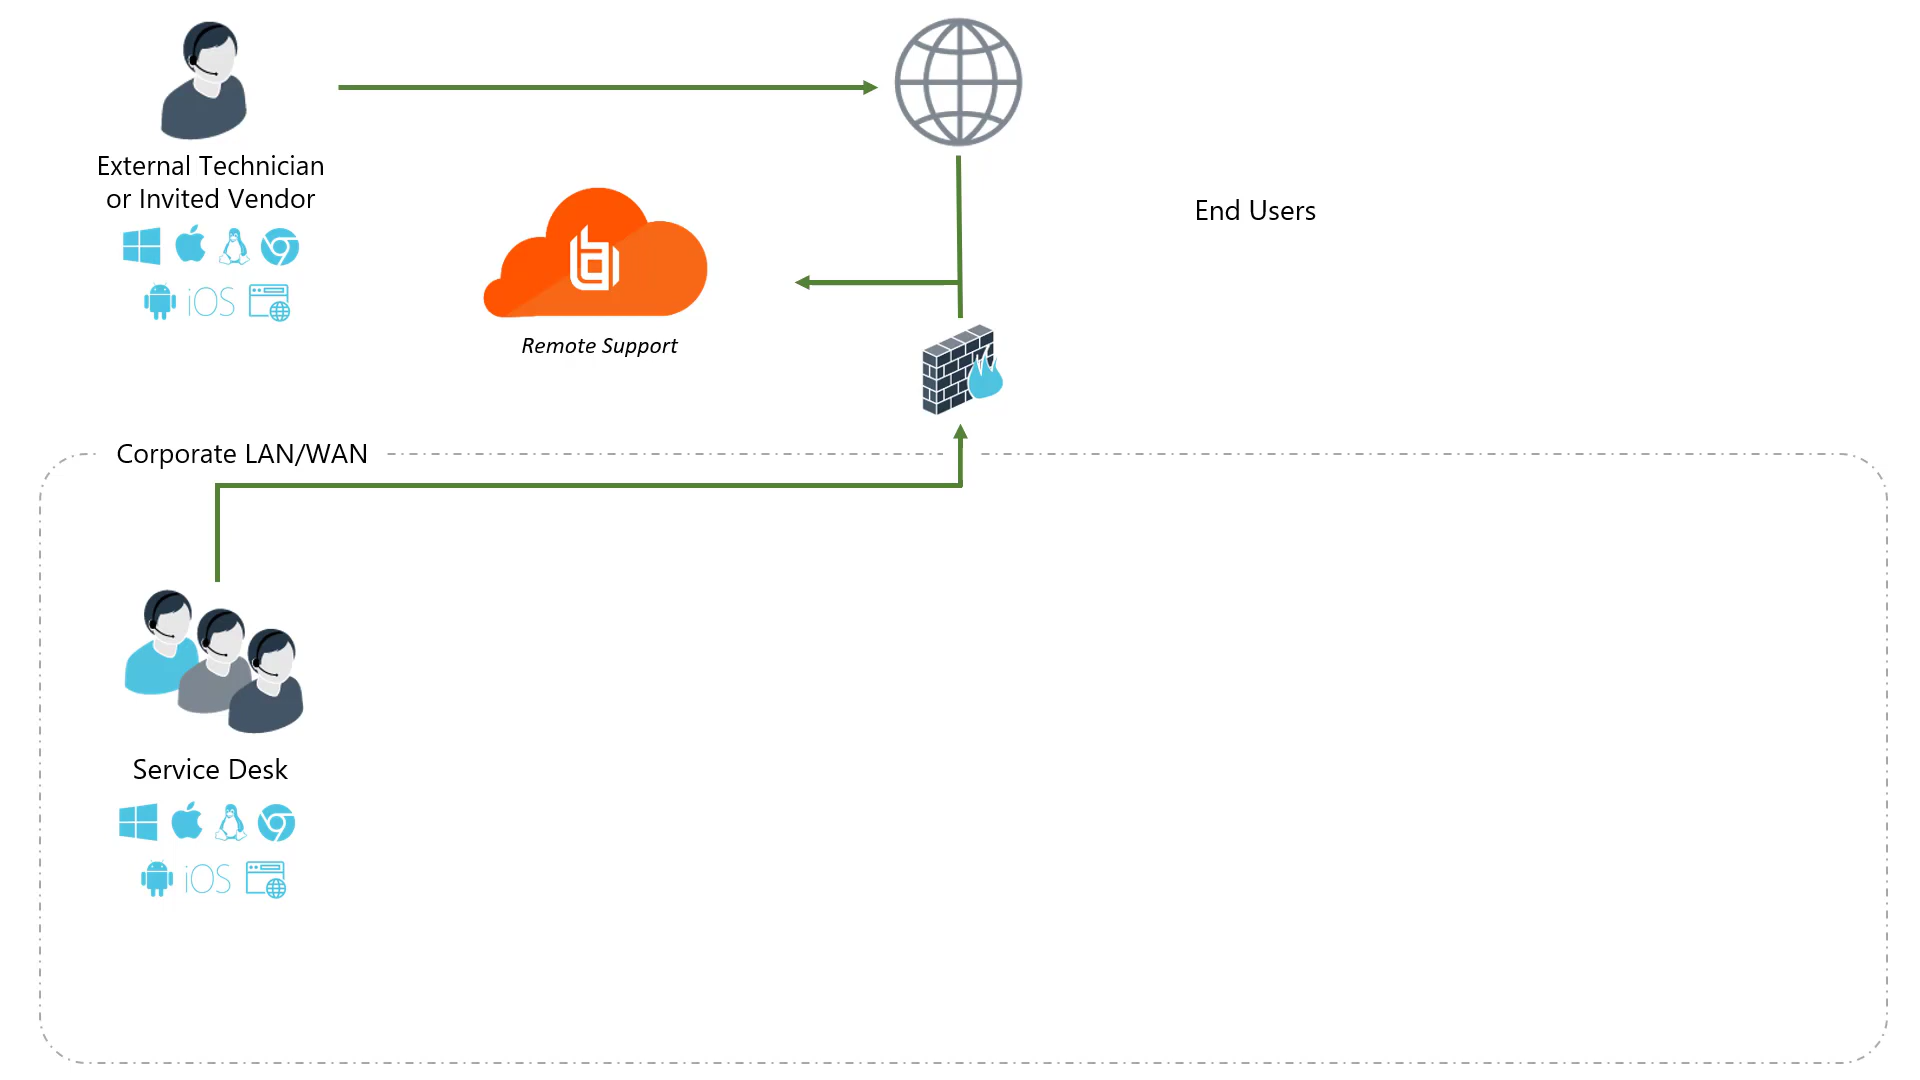 External Technician
or Invited Vendor
iOS
End Users
Remote Support
Corporate LAN/WAN
Service Desk
iOS